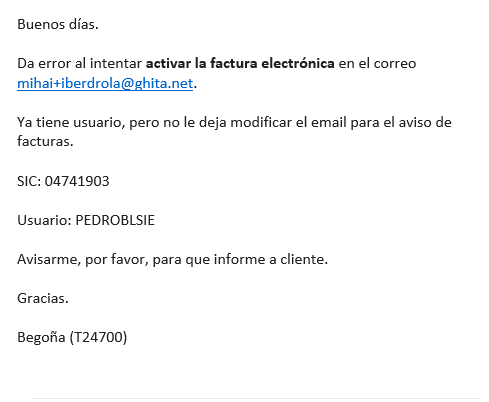 Buenos días.
Da error al intentar activar la factura electrónica en el correo
mihai+iberdrola@ghita.net.
Ya tiene usuario, pero no le deja modificar el email para el aviso de
facturas.
SIC: 04741903
Usuario: PEDROBLSIE
Avisarme, por favor, para que informe a cliente.
Gracias.
Begoña (T24700)